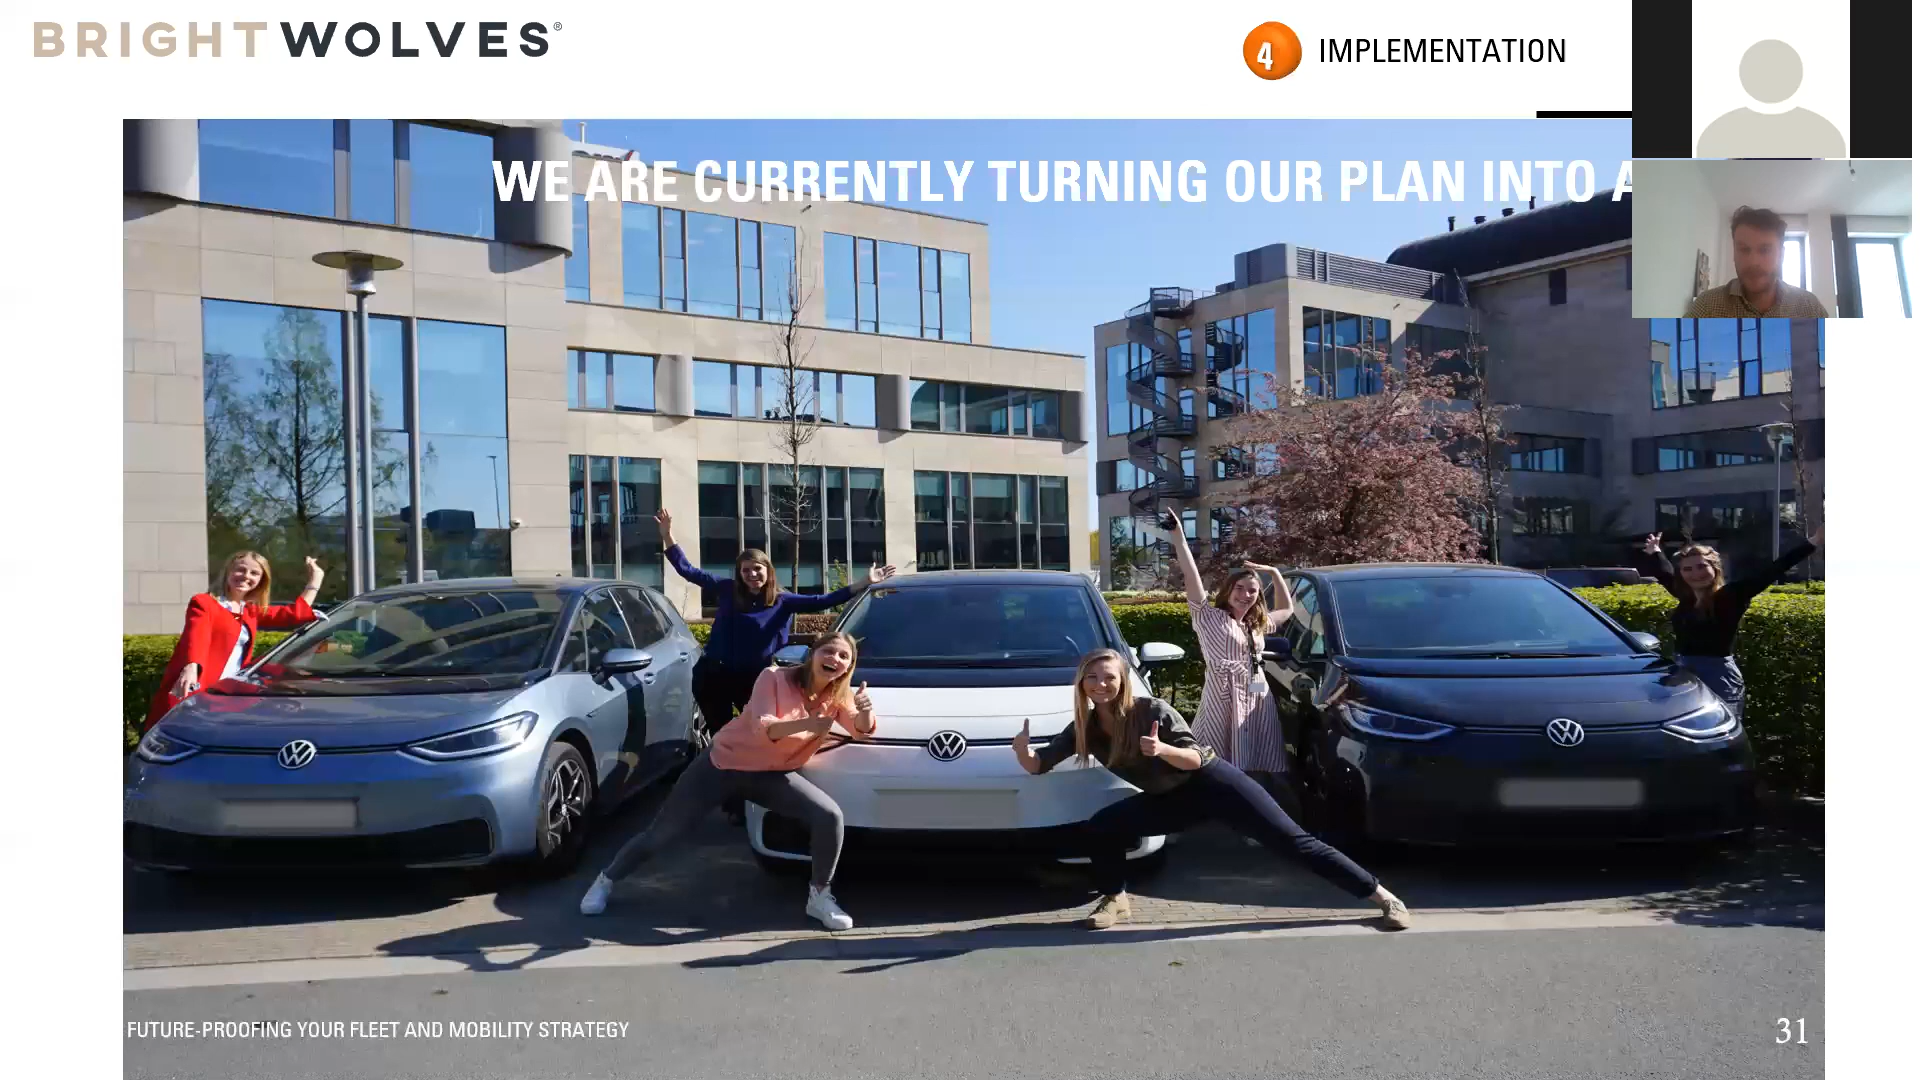 BRIGHTWOLVES®
4 IMPLEMENTATION
WE ARE CURRENTLY TURNING OUR PLAN INTO A
FUTURE-PROOFING YOUR FLEET AND MOBILITY STRATEGY
31